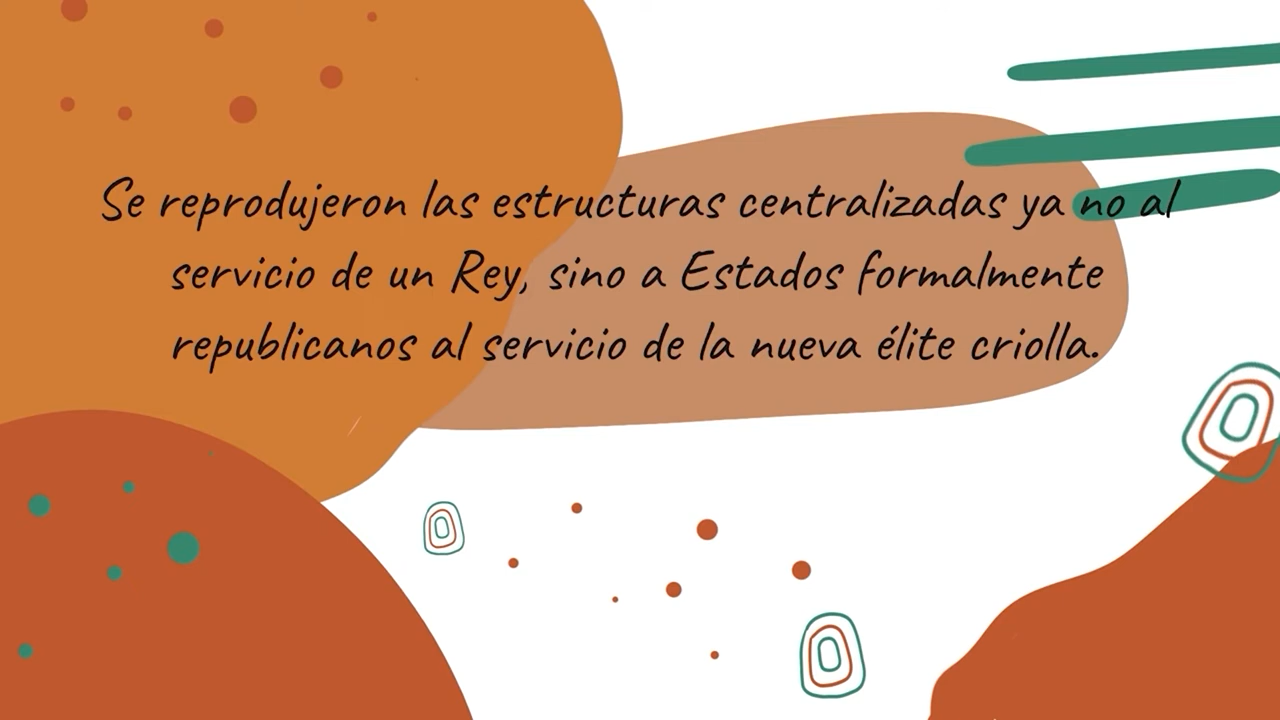 Se reprodujeron las estructuras centralizadas ya no al
servicio de un Rey, sino a Estados formalmente
republicanos al servicio de la nueva élite criolla.